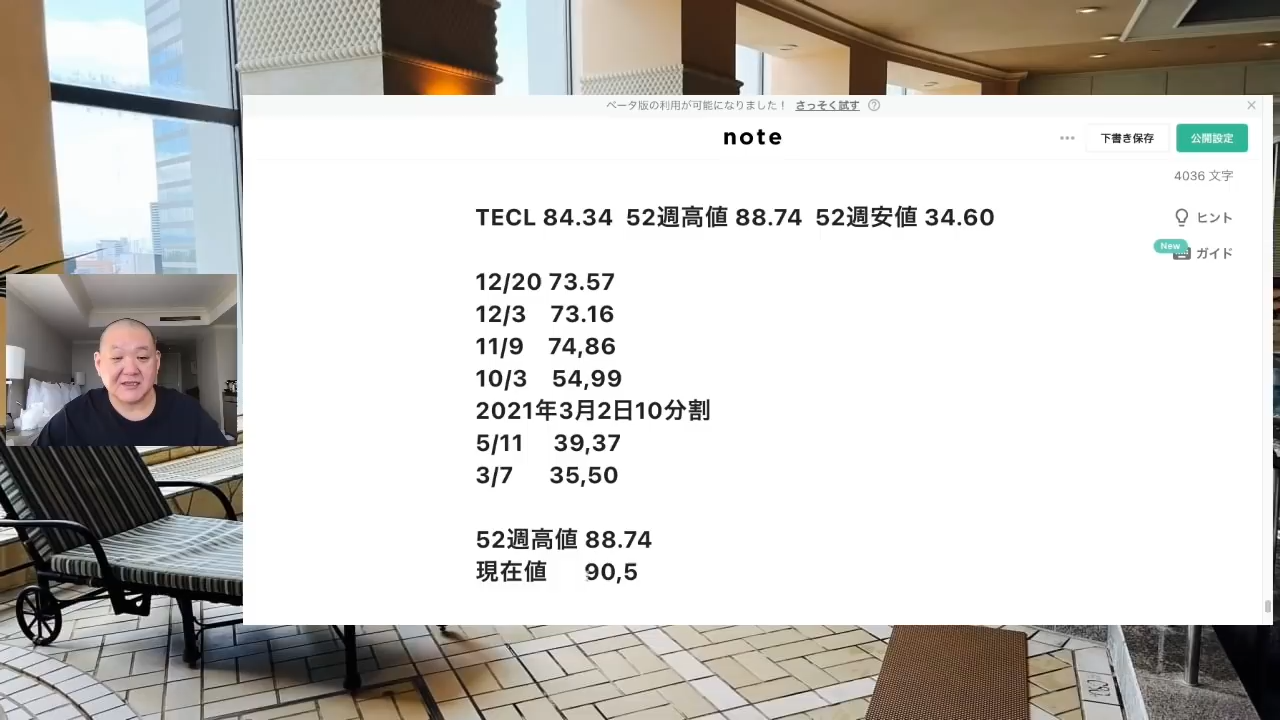 ベータ版の利用が可能になりました！ さっそく試す ?
note
下書き保存
公開設定
4036 文字
ヒント
New
ガイド
TECL 84.34 52週高値 88.74 52週安値 34.60
12/20 73.57
12/3 73.16
11/9 74,86
10/3 54,99
2021年3月2日10分割
5/11 39,37
3/7 35,50
52週高値 88.74
現在値 90,5